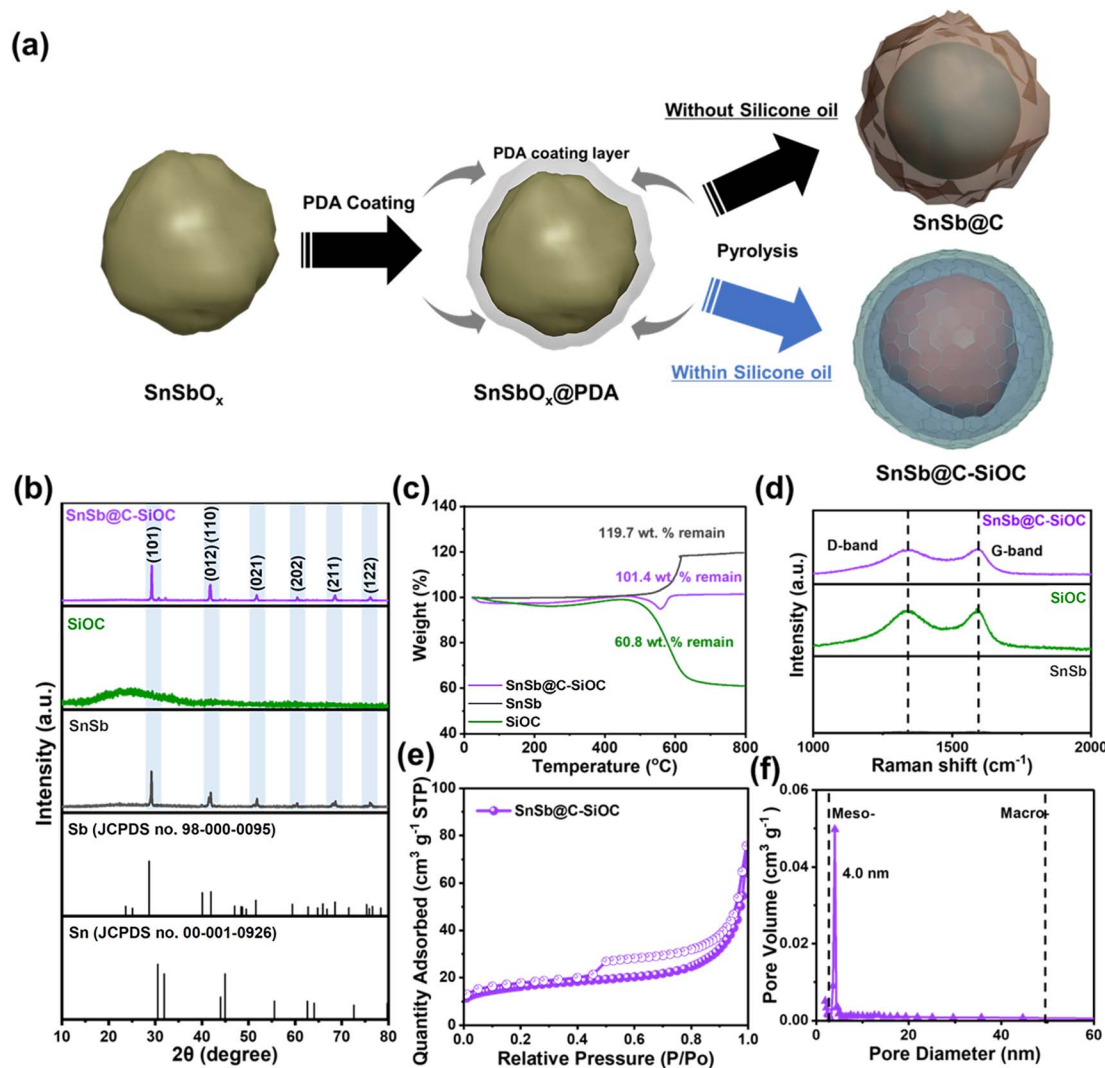 (a)
Without Silicone oil
PDA coating layer
PDA Coating
SnSb@C
Pyrolysis
Within Silicone oil
SnSbOₓ
SnSbOₓ@PDA
SnSb@C-SiOC
(b)
SnSb@C-SiOC
(101)
(012) (110)
(021)
(202)
(211)
(122)
SiOC
SnSb
Sb (JCPDS no. 98-000-0095)
Sn (JCPDS no. 00-001-0926)
Intensity (a.u.)
10 20 30 40 50 60 70 80
2θ (degree)
(c)
140
120
100
80
60
40
Weight (%)
119.7 wt. % remain
101.4 wt. % remain
60.8 wt. % remain
SnSb@C-SiOC
SnSb
SiOC
0 200 400 600 800
Temperature (°C)
(d)
SnSb@C-SiOC
D-band
G-band
SiOC
SnSb
Intensity (a.u.)
1000 1500 2000
Raman shift (cm⁻¹)
(e)
100
80
60
40
20
0
Quantity Adsorbed (cm³ g⁻¹ STP)
SnSb@C-SiOC
0.0 0.2 0.4 0.6 0.8 1.0
Relative Pressure (P/Po)
(f)
0.06
0.04
0.02
0.00
Pore Volume (cm³ g⁻¹)
Meso-
Macro-
4.0 nm
0 20 40 60
Pore Diameter (nm)